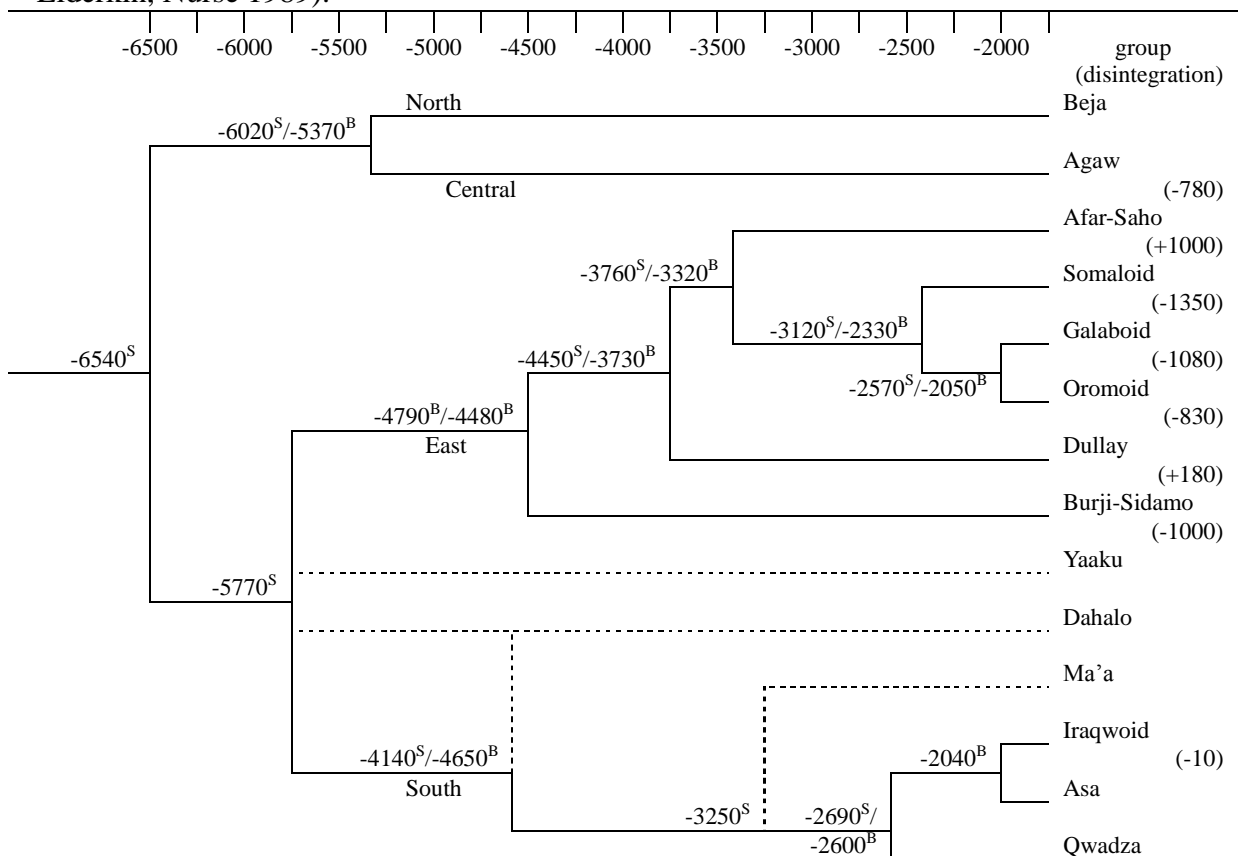 Elderkin, Nurse 1989).
-6500 -6000 -5500 -5000 -4500 -4000 -3500 -3000 -2500 -2000 group
(disintegration)
North Beja
-6020ˢ/-5370ᴮ
Agaw
Central (-780)
Afar-Saho
(+1000)
-3760ˢ/-3320ᴮ Somaloid
(-1350)
-3120ˢ/-2330ᴮ Galaboid
-6540ˢ -4450ˢ/-3730ᴮ (-1080)
-2570ˢ/-2050ᴮ Oromoid
-4790ᴮ/-4480ᴮ (-830)
East Dullay
(+180)
Burji-Sidamo
(-1000)
Yaaku
-5770ˢ
Dahalo
Ma'a
Iraqwoid
-4140ˢ/-4650ᴮ -2040ᴮ (-10)
South Asa
-3250ˢ -2690ˢ/
-2600ᴮ Qwadza